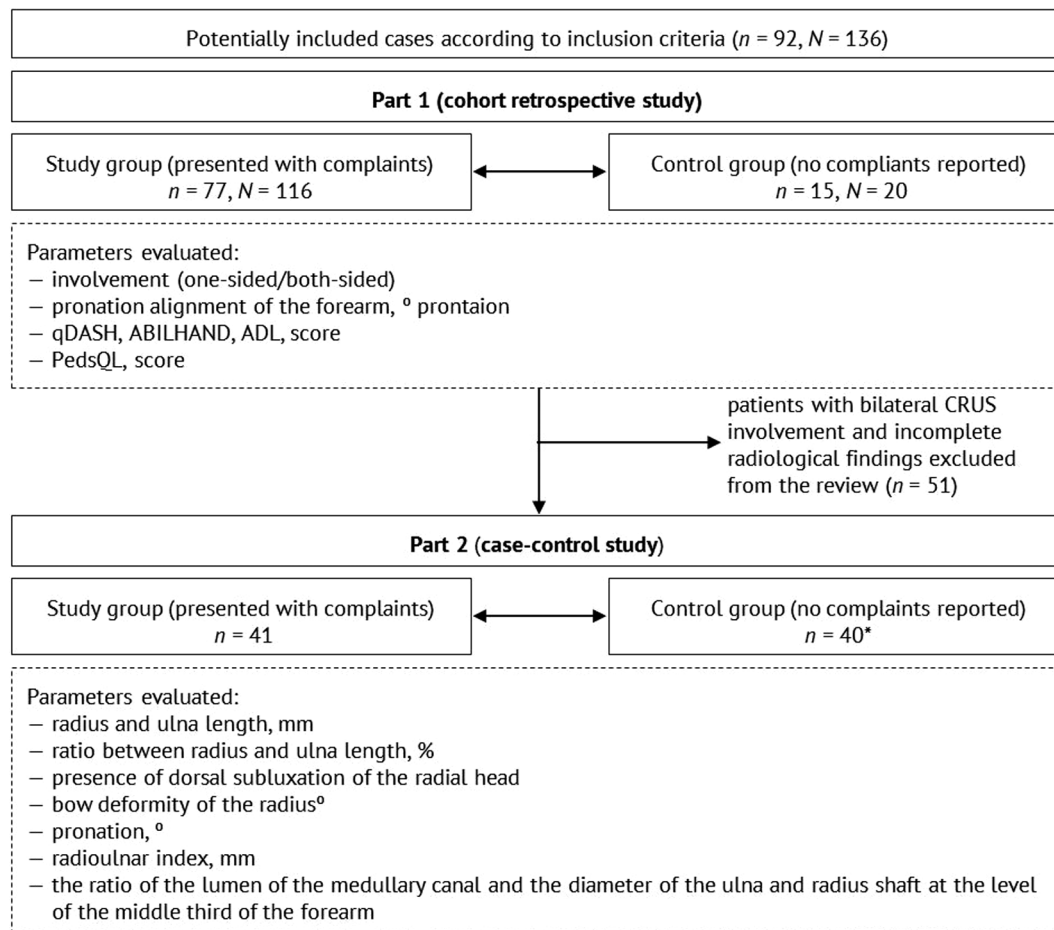 Potentially included cases according to inclusion criteria (n = 92, N = 136)
Part 1 (cohort retrospective study)
Study group (presented with complaints)
n = 77, N = 116
Control group (no compliants reported)
n = 15, N = 20
Parameters evaluated:
— involvement (one-sided/both-sided)
— pronation alignment of the forearm, º prontaion
— qDASH, ABILHAND, ADL, score
— PedsQL, score
patients with bilateral CRUS
involvement and incomplete
radiological findings excluded
from the review (n = 51)
Part 2 (case-control study)
Study group (presented with complaints)
n = 41
Control group (no complaints reported)
n = 40*
Parameters evaluated:
— radius and ulna length, mm
— ratio between radius and ulna length, %
— presence of dorsal subluxation of the radial head
— bow deformity of the radiusº
— pronation, º
— radioulnar index, mm
— the ratio of the lumen of the medullary canal and the diameter of the ulna and radius shaft at the level
of the middle third of the forearm